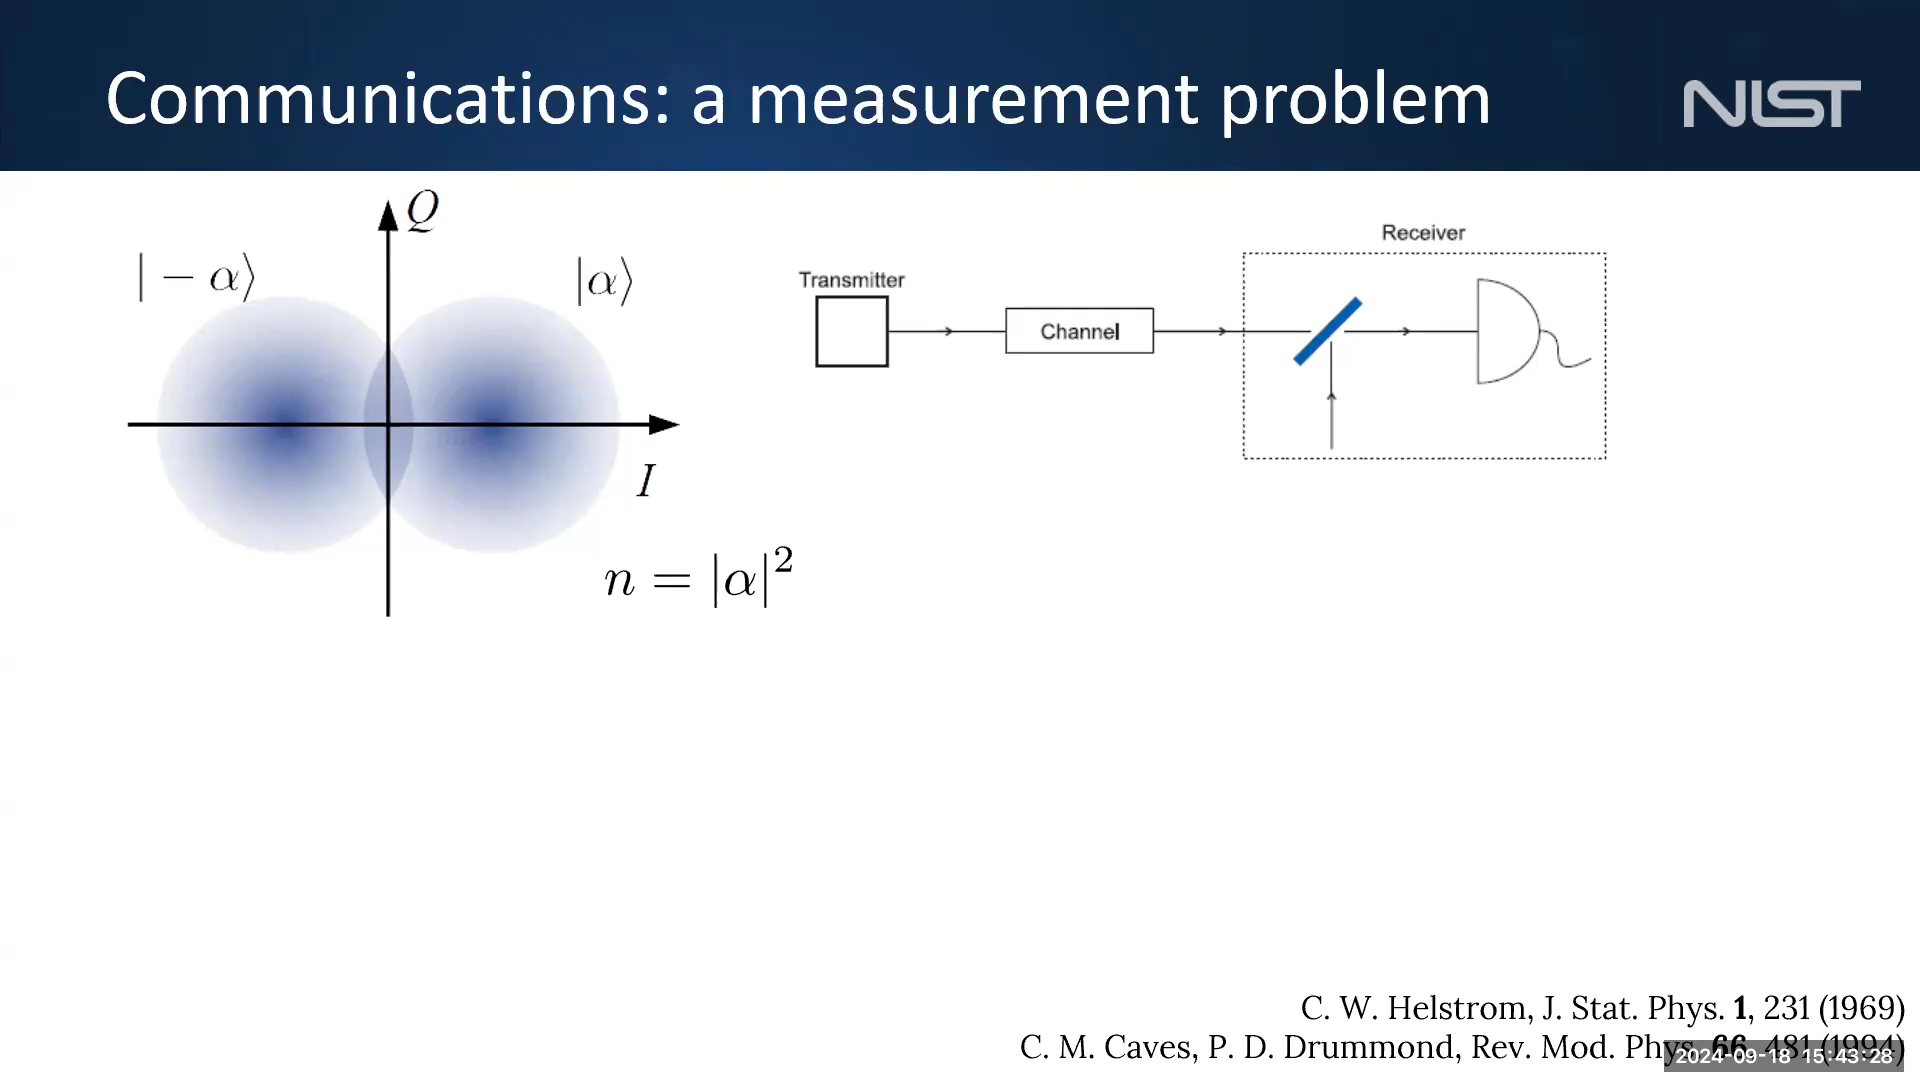 Communications: a measurement problem
NIST
Q
| − α⟩
|α⟩
I
n = |α|²
Receiver
Transmitter
Channel
C. W. Helstrom, J. Stat. Phys. 1, 231 (1969)
C. M. Caves, P. D. Drummond, Rev. Mod. Phys. 66, 481 (1994)
2024-09-18 15:43:28